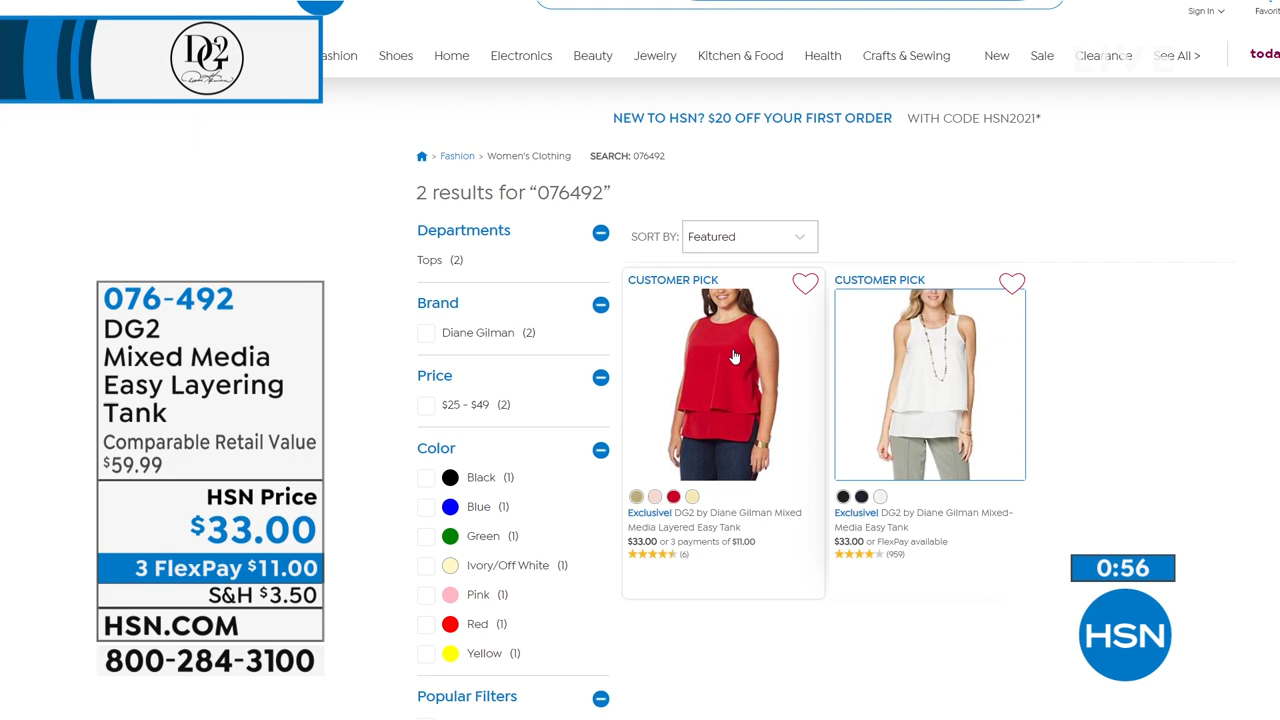 DG2
Sign In
Favorit
ashion
Shoes
Home
Electronics
Beauty
Jewelry
Kitchen & Food
Health
Crafts & Sewing
New
Sale
Clearance
See All >
toda
LIVE
NEW TO HSN? $20 OFF YOUR FIRST ORDER WITH CODE HSN2021*
> Fashion > Women's Clothing SEARCH: 076492
2 results for “076492”
Departments
Tops (2)
Brand
Diane Gilman (2)
Price
$25 - $49 (2)
Color
Black (1)
Blue (1)
Green (1)
Ivory/Off White (1)
Pink (1)
Red (1)
Yellow (1)
Popular Filters
SORT BY: Featured
CUSTOMER PICK
Exclusive! DG2 by Diane Gilman Mixed
Media Layered Easy Tank
$33.00 or 3 payments of $11.00
(6)
CUSTOMER PICK
Exclusive! DG2 by Diane Gilman Mixed-
Media Easy Tank
$33.00 or FlexPay available
(959)
076-492
DG2
Mixed Media
Easy Layering
Tank
Comparable Retail Value
$59.99
HSN Price
$33.00
3 FlexPay $11.00
S&H $3.50
HSN.COM
800-284-3100
0:56
HSN